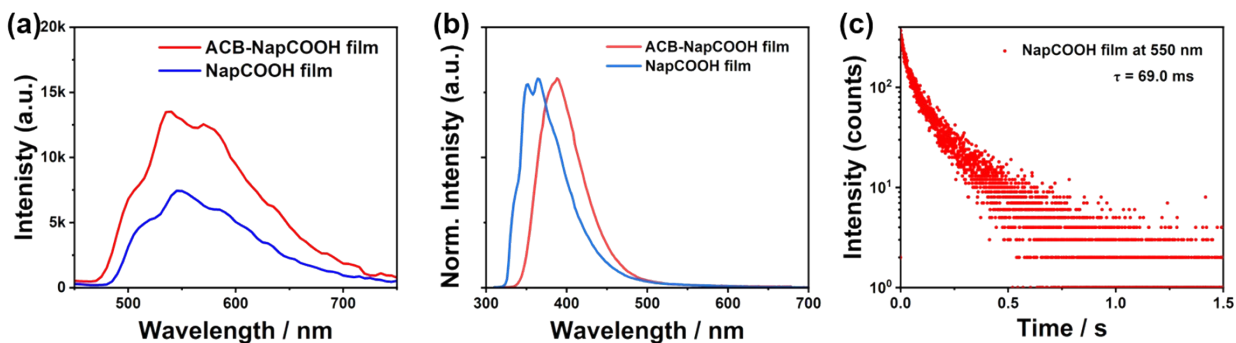 (a)
20k
15k
10k
5k
0
Intenisty (a.u.)
ACB-NapCOOH film
NapCOOH film
500
600
700
Wavelength / nm
(b)
Norm. Intenisty (a.u.)
ACB-NapCOOH film
NapCOOH film
300
400
500
600
700
Wavelength / nm
(c)
Intensity (counts)
10²
10¹
10⁰
NapCOOH film at 550 nm
τ = 69.0 ms
0.0
0.5
1.0
1.5
Time / s